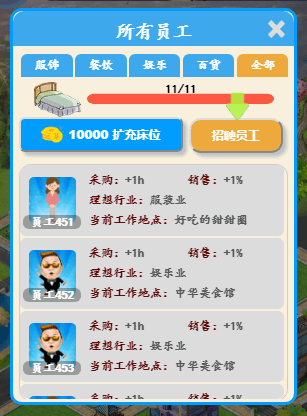 所有员工
服饰 餐饮 娱乐 百货 全部
11/11
10000 扩充床位 招聘员工
采购：+1h 销售：+1%
理想行业：服装业
员工451 当前工作地点：好吃的甜甜圈
采购：+1h 销售：+1%
理想行业：娱乐业
员工452 当前工作地点：中华美食馆
采购：+1h 销售：+1%
理想行业：娱乐业
员工453 当前工作地点：中华美食馆